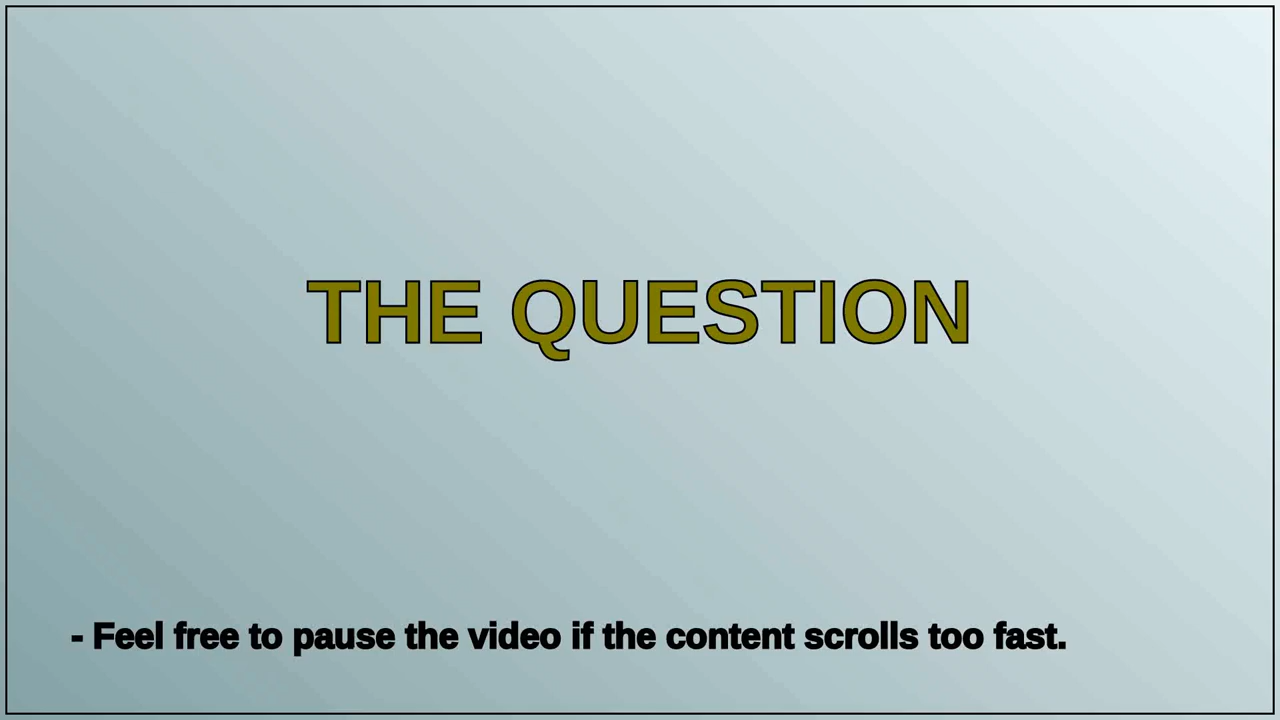 THE QUESTION
- Feel free to pause the video if the content scrolls too fast.